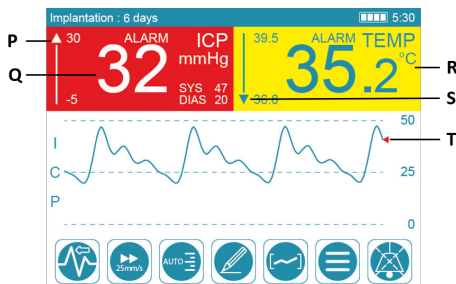 Implantation : 6 days 5:30
P 30 ALARM ICP 39.5 ALARM TEMP
Q 32 mmHg 35.2 °C R
SYS 47
-5 DIAS 20 36.8 S
50
I T
C 25
P
0
25mm/s AUTO